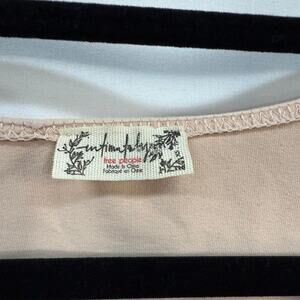 intimately
free people
Made in China
Fabriqué en Chine